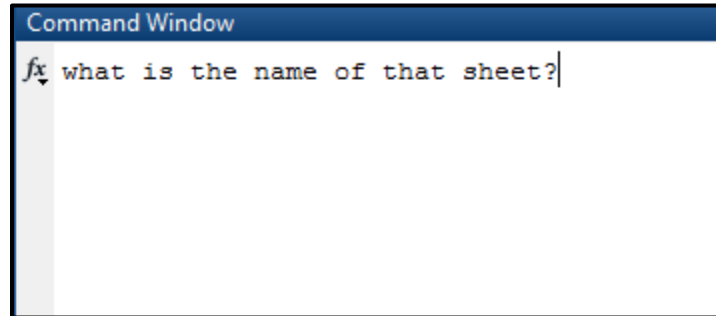 Command Window
fx what is the name of that sheet?